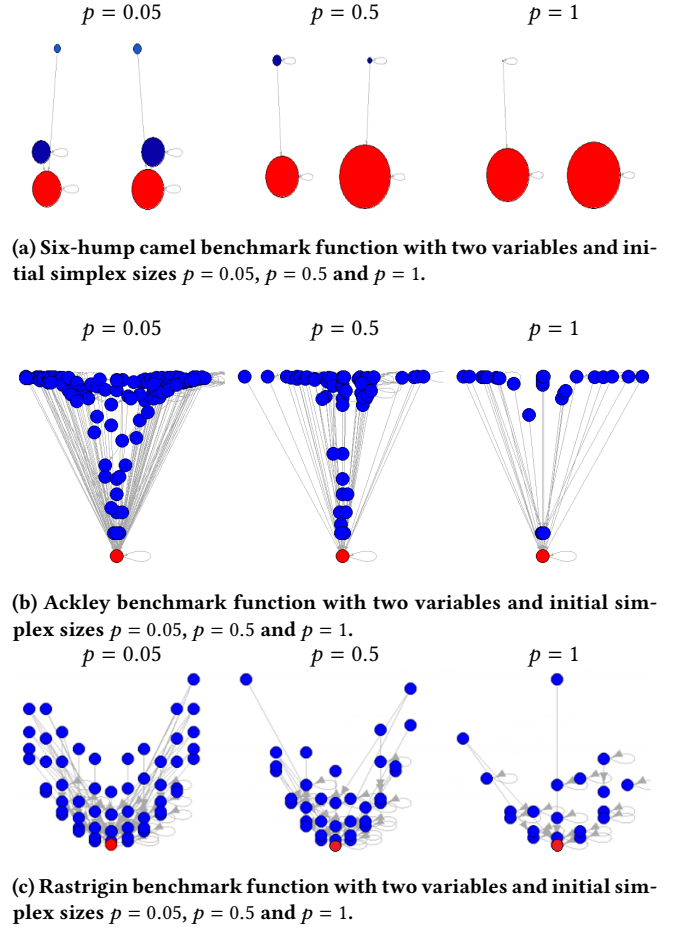 p = 0.05 p = 0.5 p = 1
(a) Six-hump camel benchmark function with two variables and ini-
tial simplex sizes p = 0.05, p = 0.5 and p = 1.
p = 0.05 p = 0.5 p = 1
(b) Ackley benchmark function with two variables and initial sim-
plex sizes p = 0.05, p = 0.5 and p = 1.
p = 0.05 p = 0.5 p = 1
(c) Rastrigin benchmark function with two variables and initial sim-
plex sizes p = 0.05, p = 0.5 and p = 1.